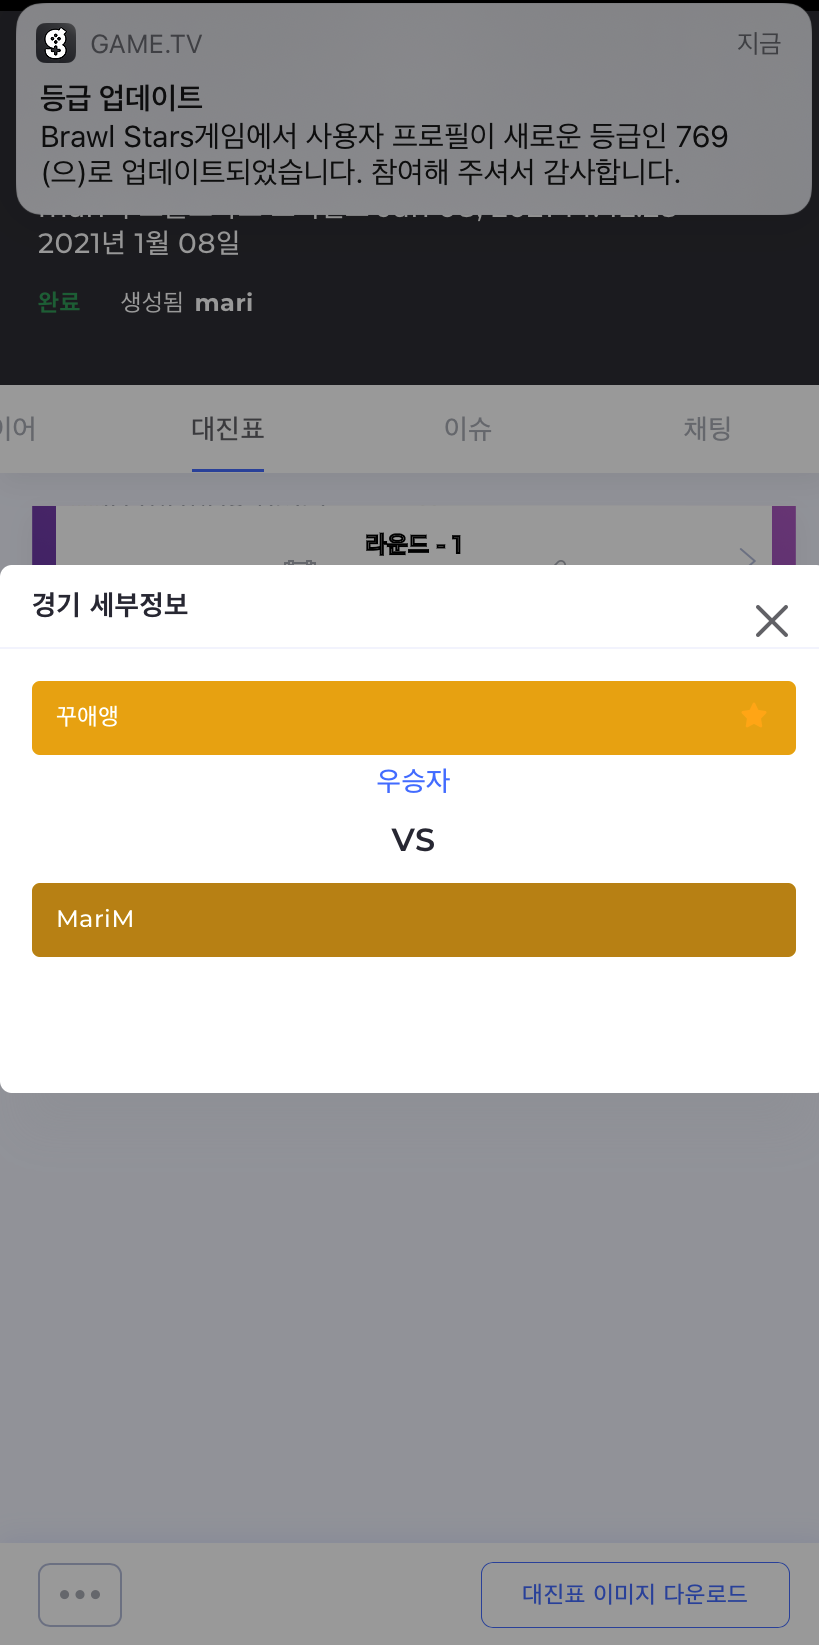 GAME.TV
지금
등급 업데이트
Brawl Stars게임에서 사용자 프로필이 새로운 등급인 769
(으)로 업데이트되었습니다. 참여해 주셔서 감사합니다.
2021년 1월 08일
완료 생성됨 mari
이어 대진표 이슈 채팅
라운드 - 1
경기 세부정보
꾸애앵
우승자
VS
MariM
대진표 이미지 다운로드